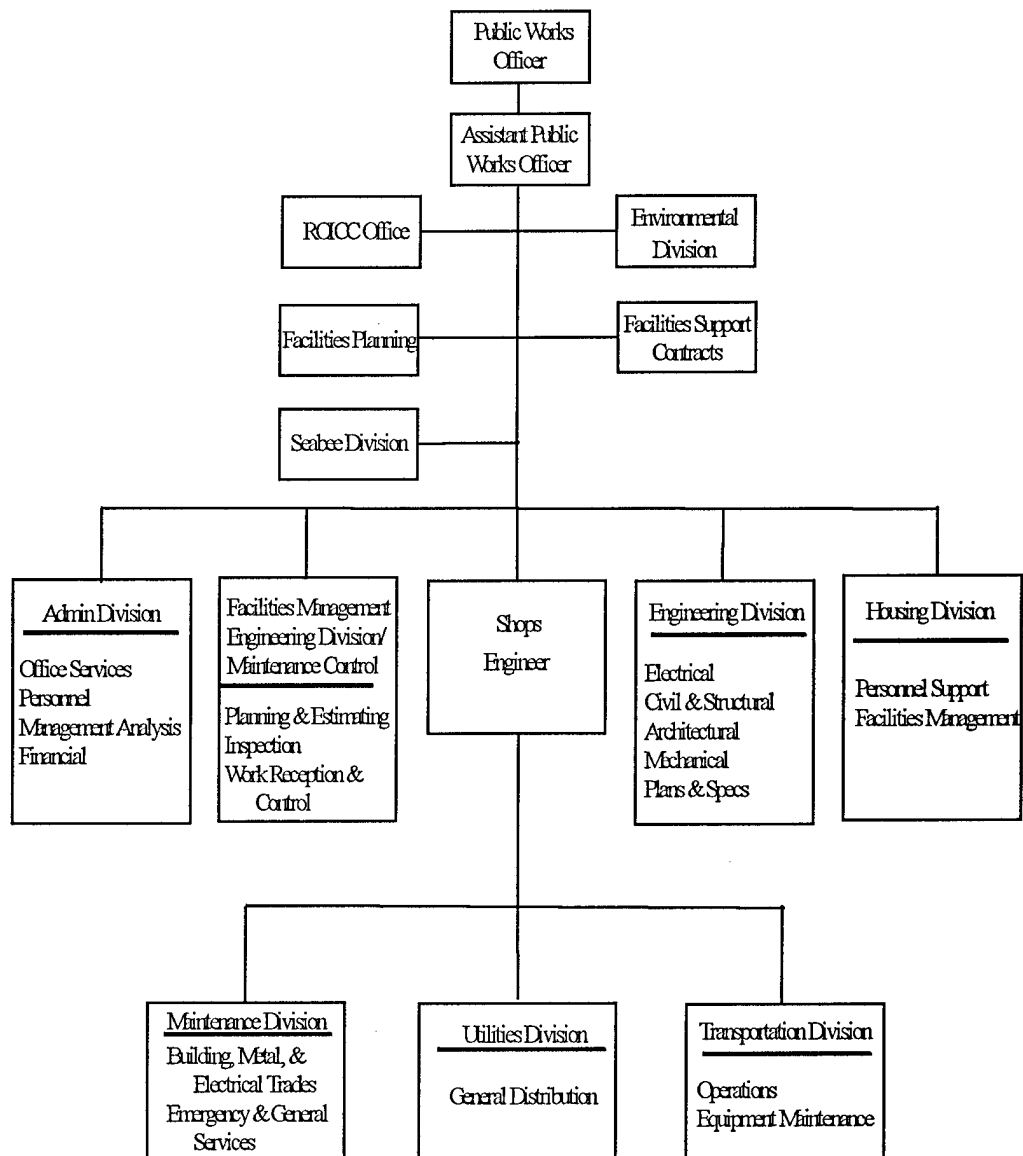 Public Works
Officer
Assistant Public
Works Officer
ROICC Office
Environmental
Division
Facilities Planning
Facilities Support
Contracts
Seabee Division
Admin Division
Office Services
Personnel
Management Analysis
Financial
Facilities Management
Engineering Division/
Maintenance Control
Planning & Estimating
Inspection
Work Reception &
Control
Shops
Engineer
Engineering Division
Electrical
Civil & Structural
Architectural
Mechanical
Plans & Specs
Housing Division
Personnel Support
Facilities Management
Maintenance Division
Building, Metal, &
Electrical Trades
Emergency & General
Services
Utilities Division
General Distribution
Transportation Division
Operations
Equipment Maintenance